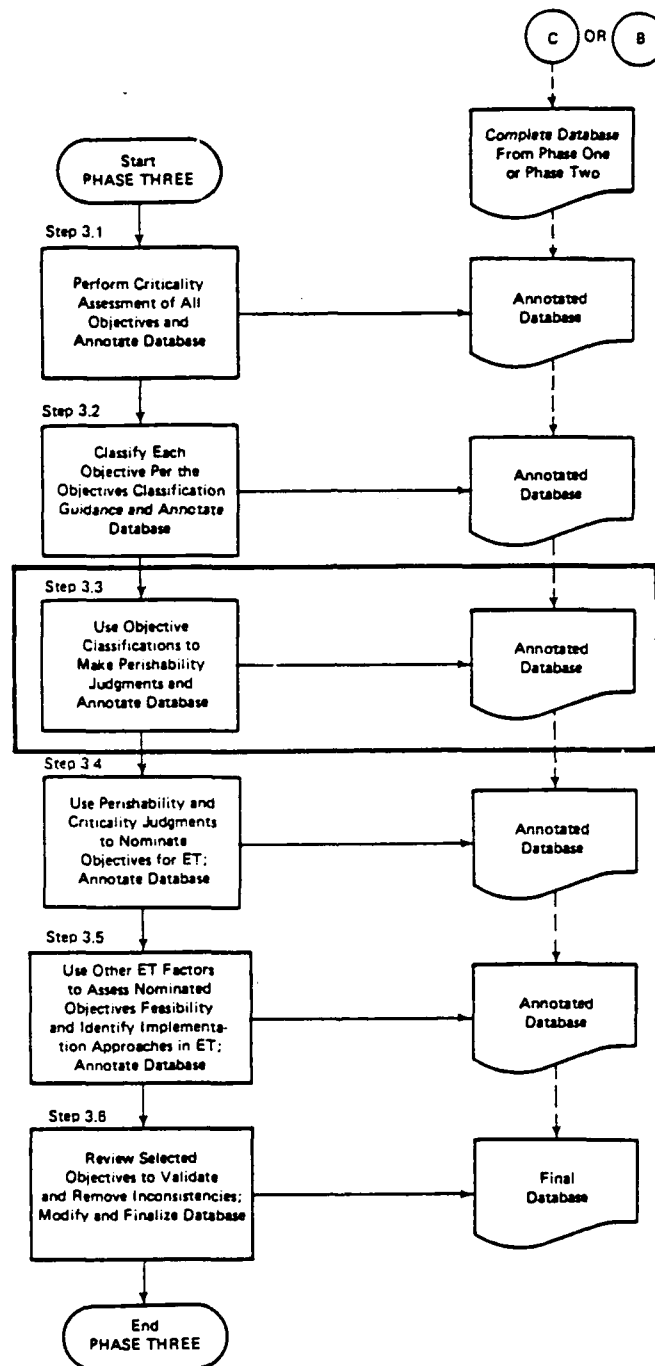 C OR B
Complete Database
From Phase One
or Phase Two
Start
PHASE THREE
Step 3.1
Perform Criticality
Assessment of All
Objectives and
Annotate Database
Annotated
Database
Step 3.2
Classify Each
Objective Per the
Objectives Classification
Guidance and Annotate
Database
Annotated
Database
Step 3.3
Use Objective
Classifications to
Make Perishability
Judgments and
Annotate Database
Annotated
Database
Step 3.4
Use Perishability and
Criticality Judgments
to Nominate
Objectives for ET;
Annotate Database
Annotated
Database
Step 3.5
Use Other ET Factors
to Assess Nominated
Objectives Feasibility
and Identify Implementa-
tion Approaches in ET;
Annotate Database
Annotated
Database
Step 3.6
Review Selected
Objectives to Validate
and Remove Inconsistencies;
Modify and Finalize Database
Final
Database
End
PHASE THREE